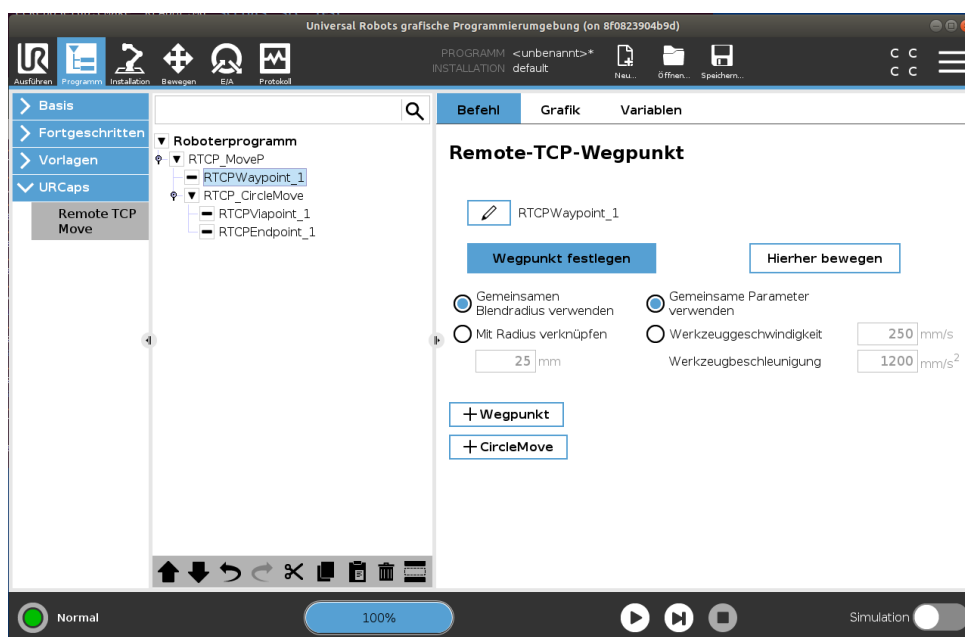 Universal Robots grafische Programmierumgebung (on 8f0823904b9d)
UR
Ausführen
Programm
Installation
Bewegen
E/A
Protokoll
PROGRAMM <unbenannt>*
INSTALLATION default
Neu...
Öffnen...
Speichern...
C C
C C
Basis
Fortgeschritten
Vorlagen
URCaps
Remote TCP
Move
Roboterprogramm
RTCP_MoveP
RTCPWaypoint_1
RTCP_CircleMove
RTCPViapoint_1
RTCPEndpoint_1
Befehl Grafik Variablen
Remote-TCP-Wegpunkt
RTCPWaypoint_1
Wegpunkt festlegen Hierher bewegen
Gemeinsamen
Blendradius verwenden
Mit Radius verknüpfen
25 mm
Gemeinsame Parameter
verwenden
Werkzeuggeschwindigkeit 250 mm/s
Werkzeugbeschleunigung 1200 mm/s²
+ Wegpunkt
+ CircleMove
Normal
100%
Simulation